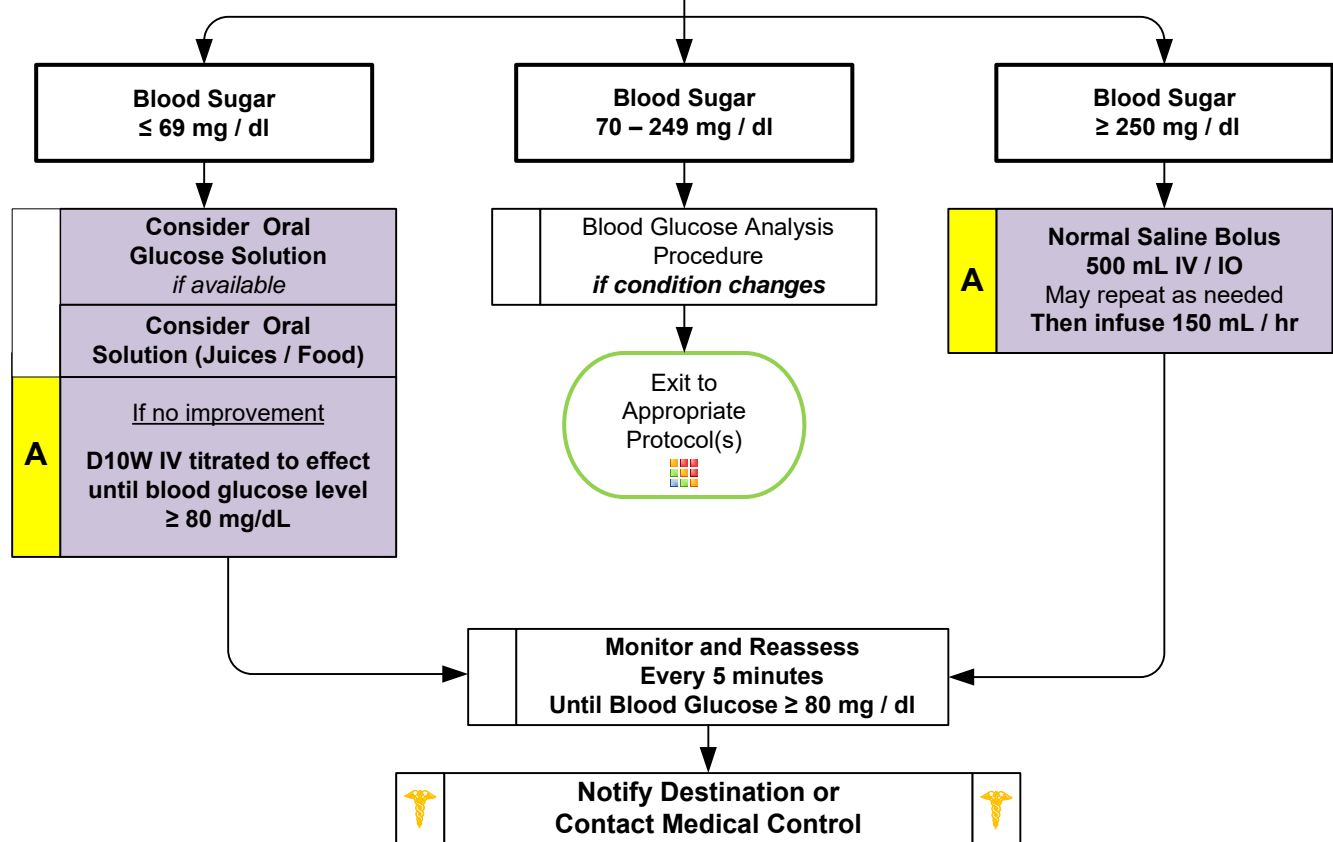 Blood Sugar
≤ 69 mg / dl
Blood Sugar
70 – 249 mg / dl
Blood Sugar
≥ 250 mg / dl
Consider Oral
Glucose Solution
if available
Consider Oral
Solution (Juices / Food)
A
If no improvement
D10W IV titrated to effect
until blood glucose level
≥ 80 mg/dL
Blood Glucose Analysis
Procedure
if condition changes
Exit to
Appropriate
Protocol(s)
A
Normal Saline Bolus
500 mL IV / IO
May repeat as needed
Then infuse 150 mL / hr
Monitor and Reassess
Every 5 minutes
Until Blood Glucose ≥ 80 mg / dl
Notify Destination or
Contact Medical Control